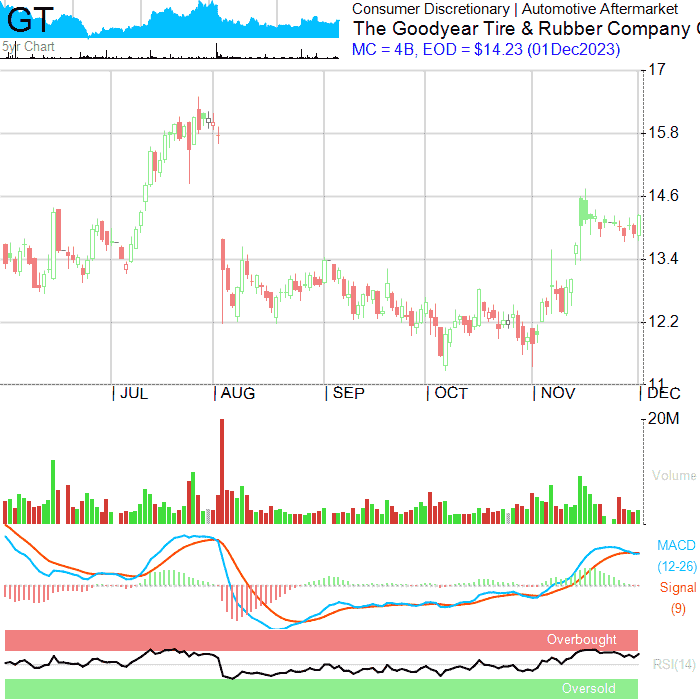 GT
5yr Chart
Consumer Discretionary | Automotive Aftermarket
The Goodyear Tire & Rubber Company
MC = 4B, EOD = $14.23 (01Dec2023)
17
15.8
14.6
13.4
12.2
11
JUL AUG SEP OCT NOV DEC
20M
Volume
MACD
(12-26)
Signal
(9)
Overbought
RSI(14)
Oversold